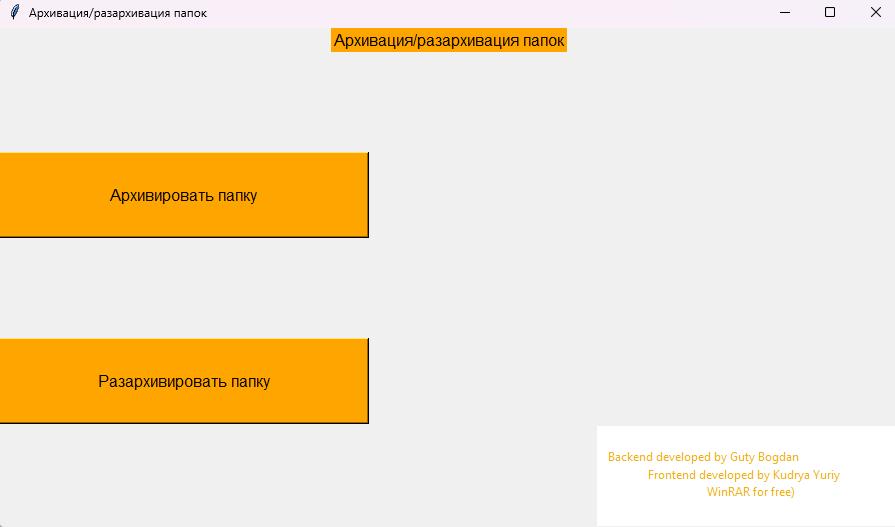 Архивация/разархивация папок
Архивация/разархивация папок
Архивировать папку
Разархивировать папку
Backend developed by Guty Bogdan
Frontend developed by Kudrya Yuriy
WinRAR for free)